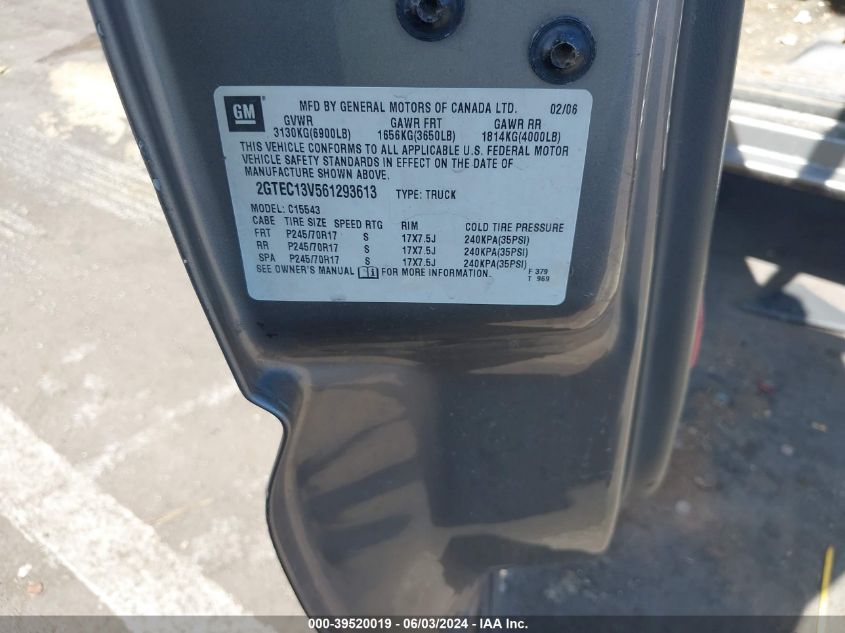 GM
MFD BY GENERAL MOTORS OF CANADA LTD. 02/06
GVWR GAWR FRT GAWR RR
3130KG(6900LB) 1656KG(3650LB) 1814KG(4000LB)
THIS VEHICLE CONFORMS TO ALL APPLICABLE U.S. FEDERAL MOTOR
VEHICLE SAFETY STANDARDS IN EFFECT ON THE DATE OF
MANUFACTURE SHOWN ABOVE.
2GTEC13V561293613 TYPE: TRUCK
MODEL: C15543
CABE TIRE SIZE SPEED RTG RIM COLD TIRE PRESSURE
FRT P245/70R17 S 17X7.5J 240KPA(35PSI)
RR P245/70R17 S 17X7.5J 240KPA(35PSI)
SPA P245/70R17 S 17X7.5J 240KPA(35PSI)
SEE OWNER'S MANUAL FOR MORE INFORMATION.
F 379
T 969
000-39520019 - 06/03/2024 - IAA Inc.